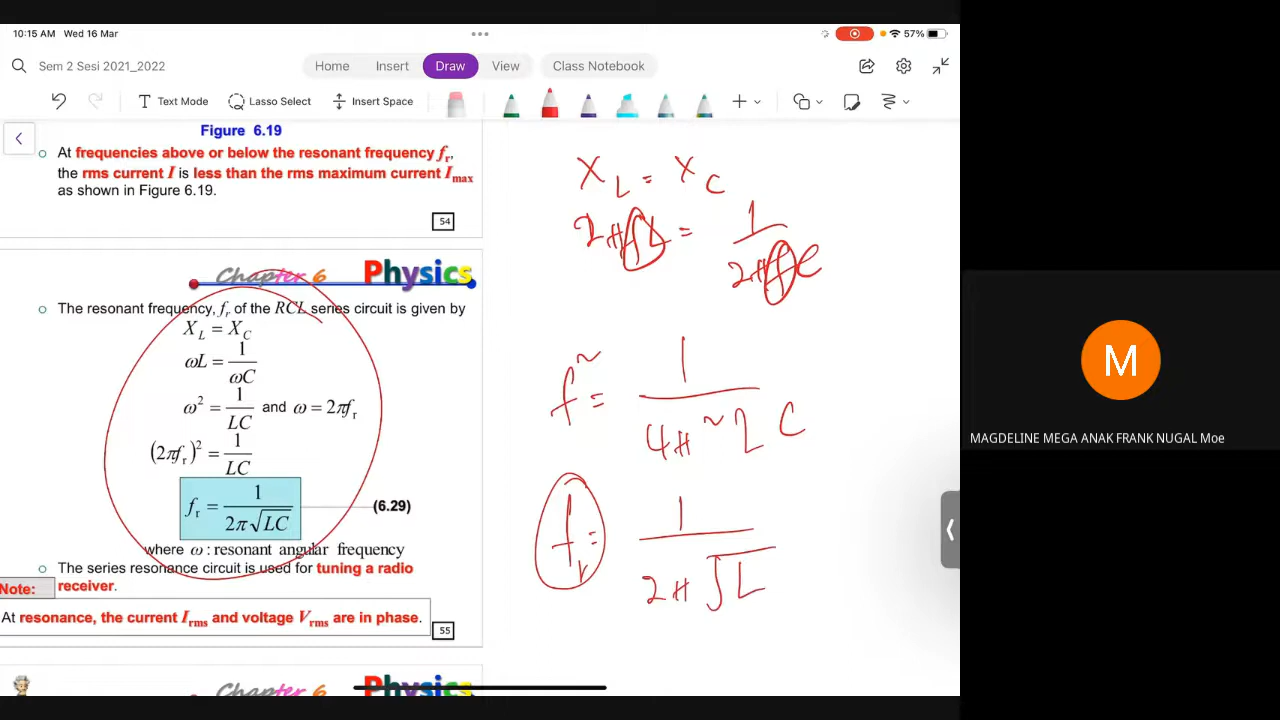 10:15 AM Wed 16 Mar
57%
Sem 2 Sesi 2021_2022
Home Insert Draw View Class Notebook
Text Mode Lasso Select Insert Space
Figure 6.19
At frequencies above or below the resonant frequency fr,
the rms current I is less than the rms maximum current Imax
as shown in Figure 6.19.
54
Chapter 6 Physics
The resonant frequency, fr of the RCL series circuit is given by
X_L = X_C
ωL = 1/ωC
ω² = 1/LC and ω = 2πfr
(2πfr)² = 1/LC
fr = 1/2π√LC (6.29)
where ω : resonant angular frequency
The series resonance circuit is used for tuning a radio
receiver.
Note:
At resonance, the current Irms and voltage Vrms are in phase.
55
Chapter 6 Physics
X_L = X_C
2πfL = 1/2πfC
f² = 1/4π²LC
fr = 1/2π√L
M
MAGDELINE MEGA ANAK FRANK NUGAL Moe